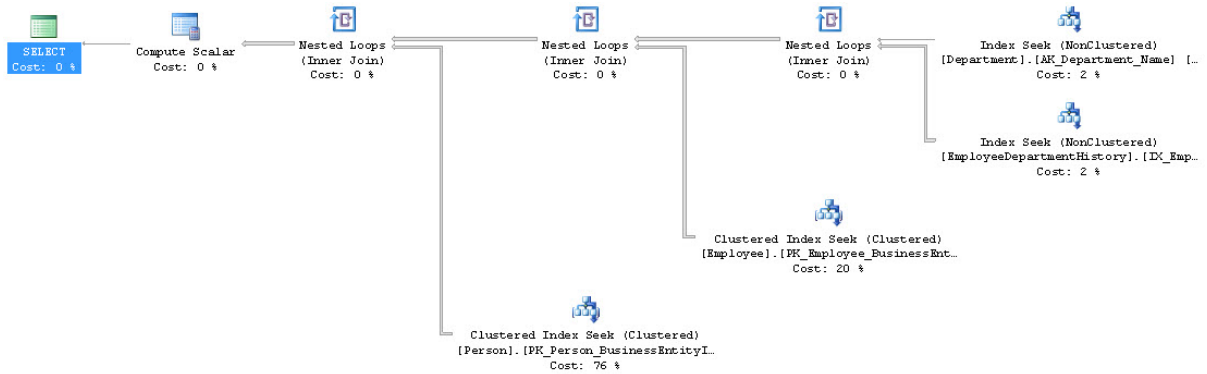 SELECT
Cost: 0 %
Compute Scalar
Cost: 0 %
Nested Loops
(Inner Join)
Cost: 0 %
Nested Loops
(Inner Join)
Cost: 0 %
Nested Loops
(Inner Join)
Cost: 0 %
Index Seek (NonClustered)
[Department].[AK_Department_Name] […
Cost: 2 %
Index Seek (NonClustered)
[EmployeeDepartmentHistory].[IX_Emp…
Cost: 2 %
Clustered Index Seek (Clustered)
[Employee].[PK_Employee_BusinessEnt…
Cost: 20 %
Clustered Index Seek (Clustered)
[Person].[PK_Person_BusinessEntityI…
Cost: 76 %